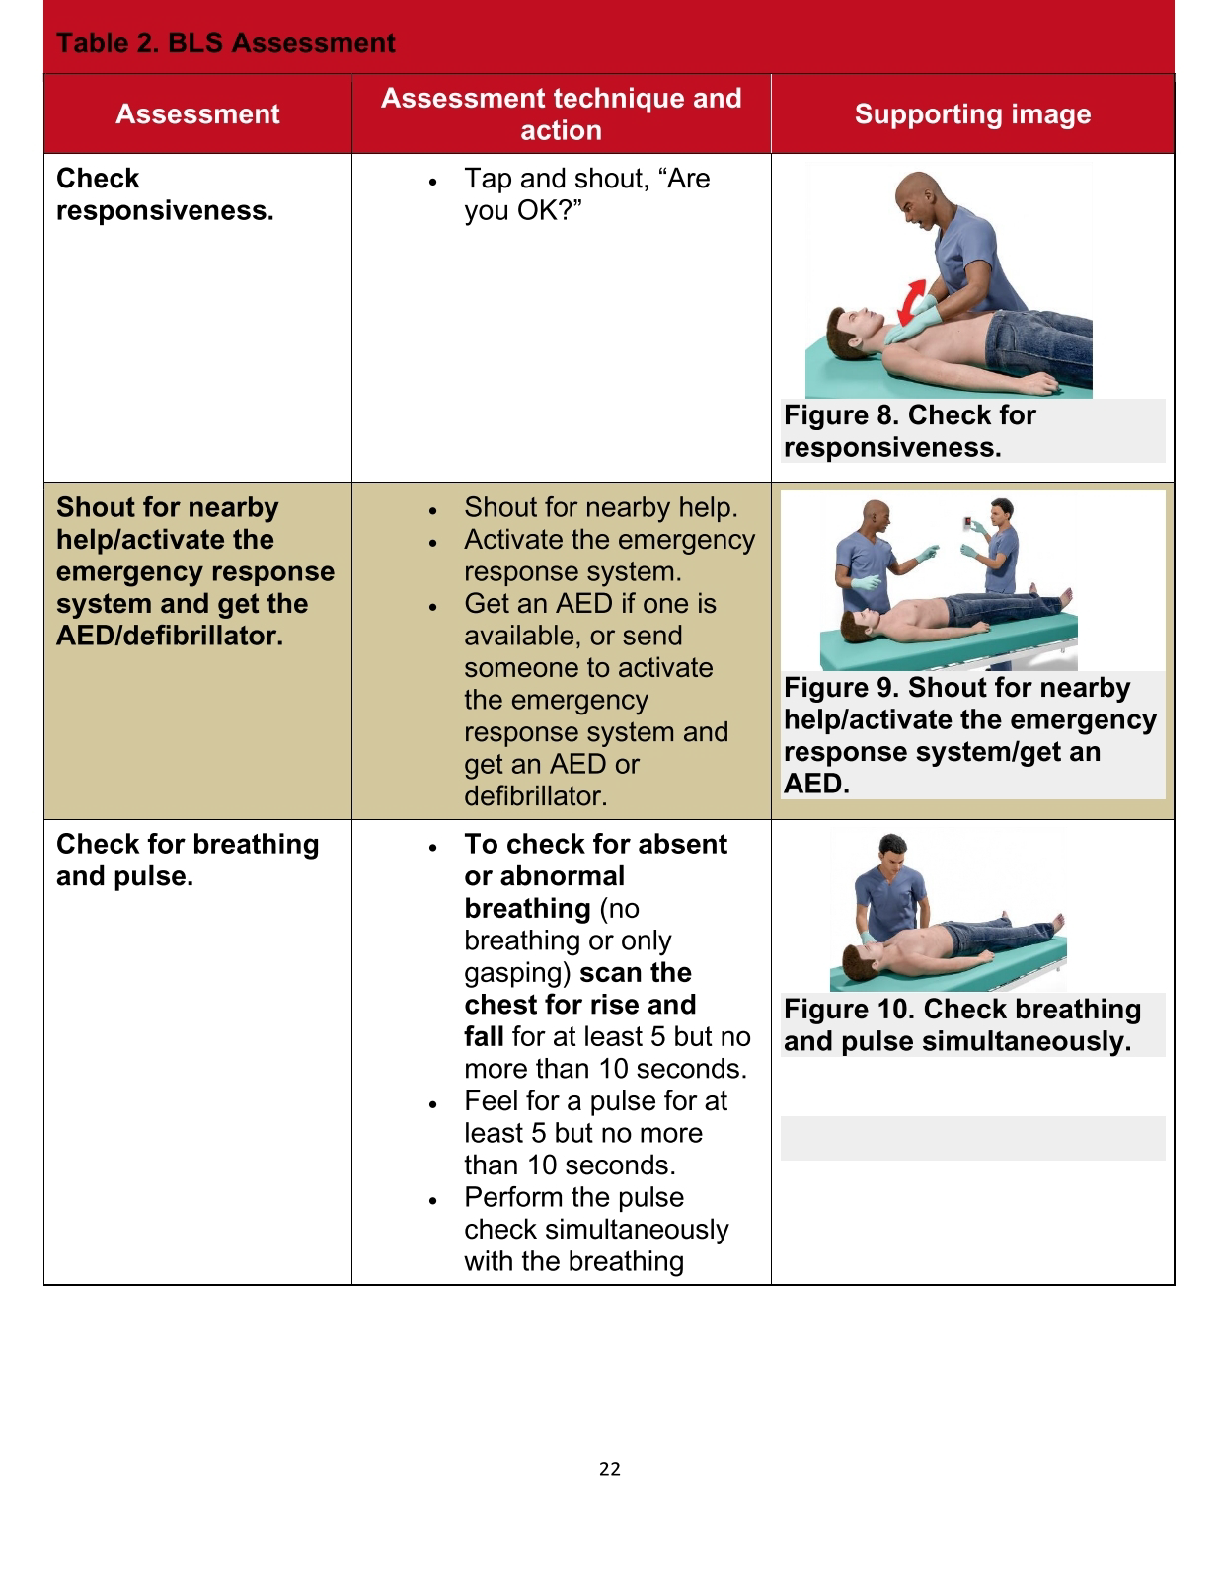 Table 2. BLS Assessment
Assessment
Assessment technique and
action
Supporting image
Check
responsiveness.
• Tap and shout, “Are
you OK?”
Figure 8. Check for
responsiveness.
Shout for nearby
help/activate the
emergency response
system and get the
AED/defibrillator.
• Shout for nearby help.
• Activate the emergency
response system.
• Get an AED if one is
available, or send
someone to activate
the emergency
response system and
get an AED or
defibrillator.
Figure 9. Shout for nearby
help/activate the emergency
response system/get an
AED.
Check for breathing
and pulse.
• To check for absent
or abnormal
breathing (no
breathing or only
gasping) scan the
chest for rise and
fall for at least 5 but no
more than 10 seconds.
• Feel for a pulse for at
least 5 but no more
than 10 seconds.
• Perform the pulse
check simultaneously
with the breathing
Figure 10. Check breathing
and pulse simultaneously.
22